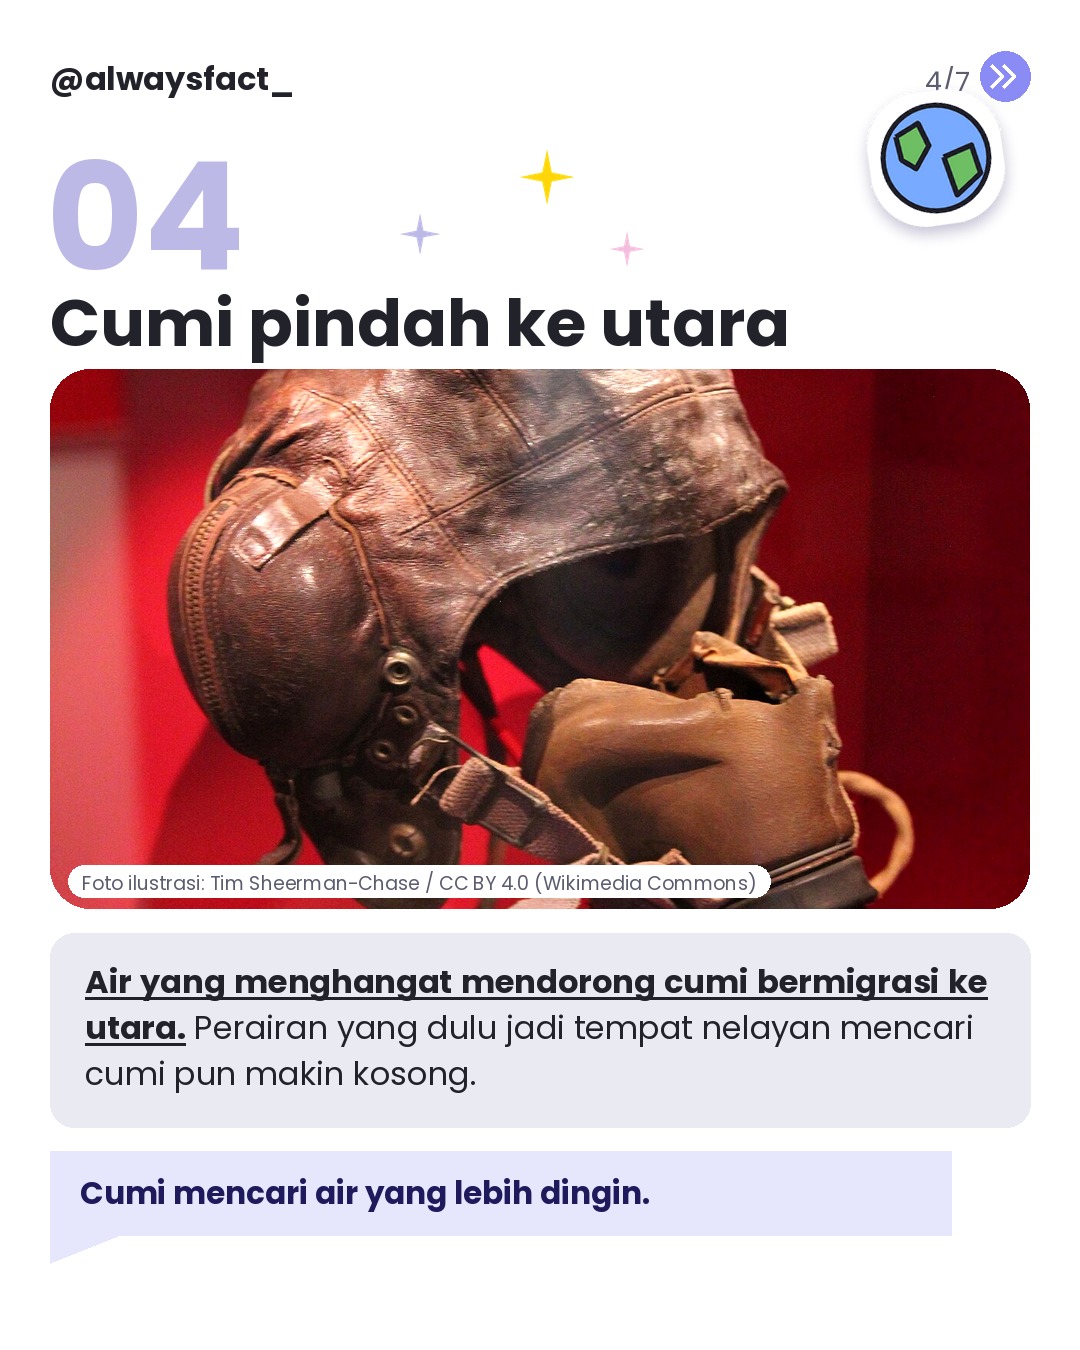 @alwaysfact_
4/7
04
Cumi pindah ke utara
Foto ilustrasi: Tim Sheerman-Chase / CC BY 4.0 (Wikimedia Commons)
Air yang menghangat mendorong cumi bermigrasi ke
utara. Perairan yang dulu jadi tempat nelayan mencari
cumi pun makin kosong.
Cumi mencari air yang lebih dingin.